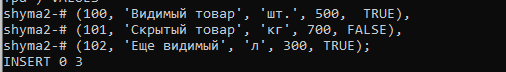 shyma2-# (100, 'Видимый товар', 'шт.', 500,  TRUE),
shyma2-# (101, 'Скрытый товар', 'кг', 700, FALSE),
shyma2-# (102, 'Еще видимый', 'л', 300, TRUE);
INSERT 0 3